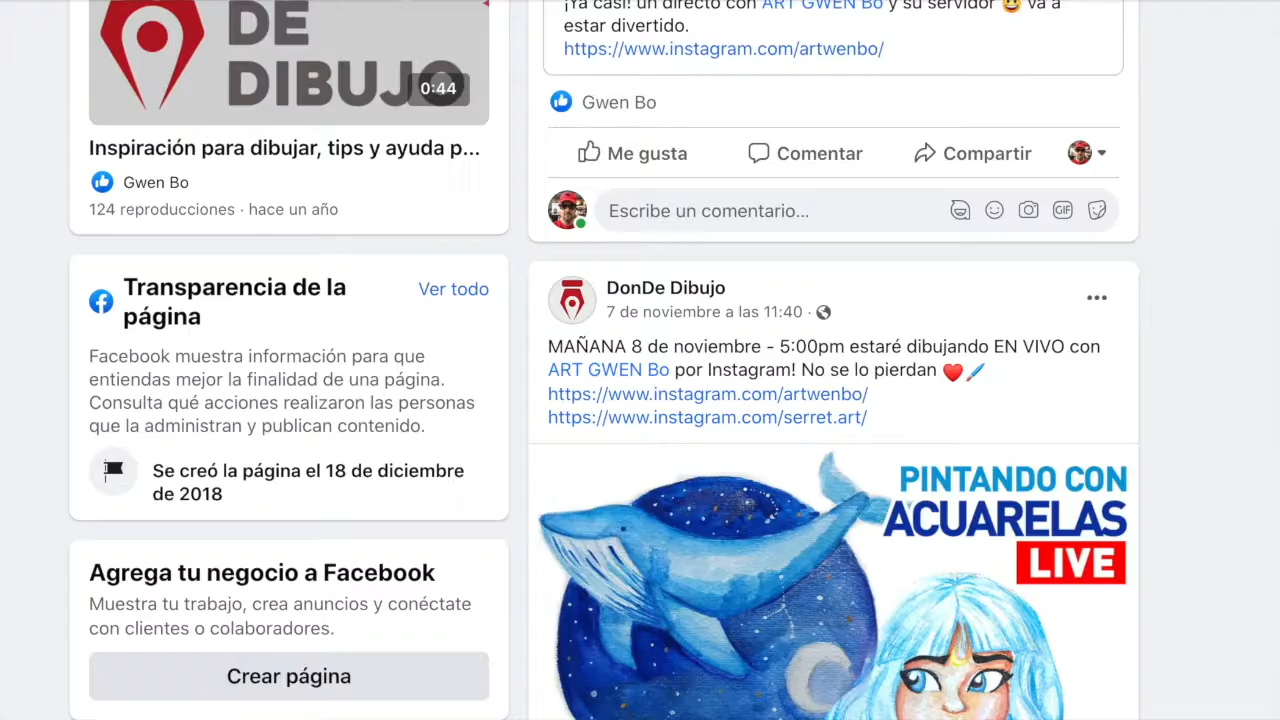 DE
DIBUJO
0:44
Inspiración para dibujar, tips y ayuda p...
Gwen Bo
124 reproducciones · hace un año
Transparencia de la
página
Ver todo
Facebook muestra información para que
entiendas mejor la finalidad de una página.
Consulta qué acciones realizaron las personas
que la administran y publican contenido.
Se creó la página el 18 de diciembre
de 2018
Agrega tu negocio a Facebook
Muestra tu trabajo, crea anuncios y conéctate
con clientes o colaboradores.
Crear página
¡Ya casi! un directo con ART GWEN Bo y su servidor 😃 va a
estar divertido.
https://www.instagram.com/artwenbo/
Gwen Bo
Me gusta
Comentar
Compartir
Escribe un comentario...
GIF
DonDe Dibujo
7 de noviembre a las 11:40 ·
MAÑANA 8 de noviembre - 5:00pm estaré dibujando EN VIVO con
ART GWEN Bo por Instagram! No se lo pierdan ♥️🖌️
https://www.instagram.com/artwenbo/
https://www.instagram.com/serret.art/
PINTANDO CON
ACUARELAS
LIVE